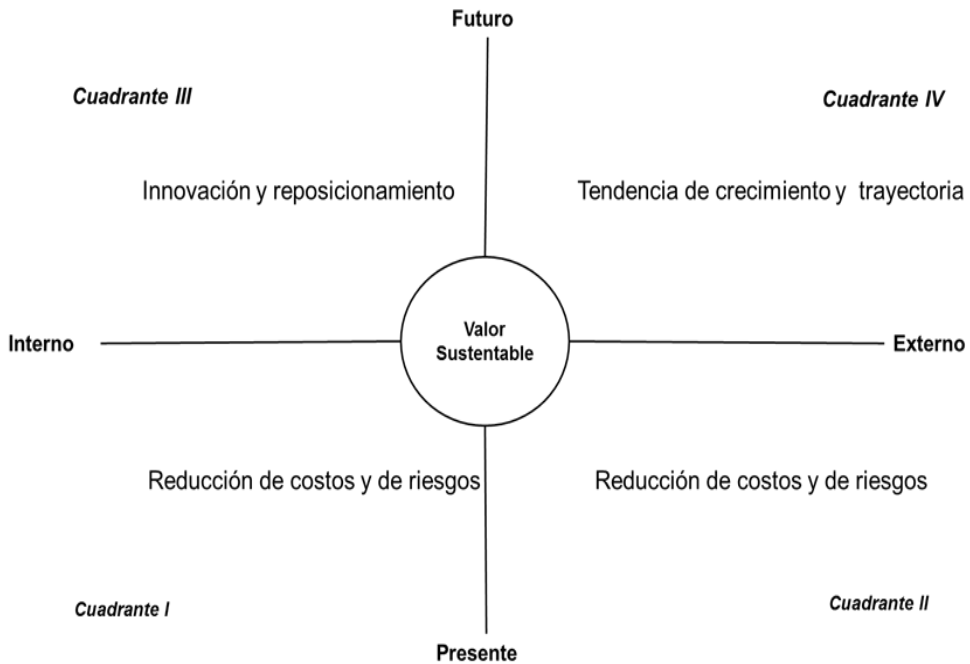 Futuro
Cuadrante III
Cuadrante IV
Innovación y reposicionamiento
Tendencia de crecimiento y trayectoria
Interno
Valor
Sustentable
Externo
Reducción de costos y de riesgos
Reducción de costos y de riesgos
Cuadrante I
Cuadrante II
Presente